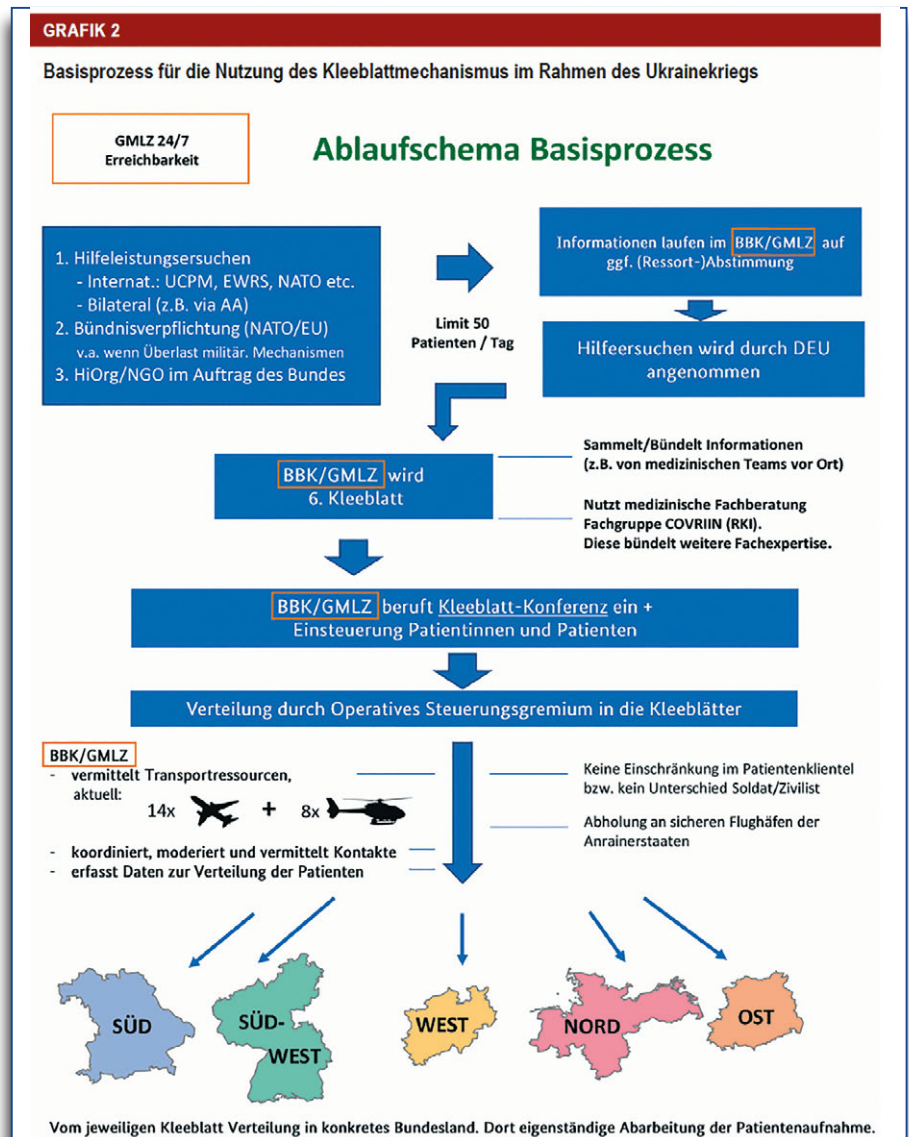 GRAFIK 2
Basisprozess für die Nutzung des Kleeblattmechanismus im Rahmen des Ukrainekriegs
GMLZ 24/7
Erreichbarkeit
Ablaufschema Basisprozess
1. Hilfeleistungsersuchen
- Internat.: UCPM, EWRS, NATO etc.
- Bilateral (z.B. via AA)
2. Bündnisverpflichtung (NATO/EU)
v.a. wenn Überlast militär. Mechanismen
3. HiOrg/NGO im Auftrag des Bundes
Limit 50
Patienten / Tag
Informationen laufen im BBK/GMLZ auf
ggf. (Ressort-)Abstimmung
Hilfeersuchen wird durch DEU
angenommen
BBK/GMLZ wird
6. Kleeblatt
Sammelt/Bündelt Informationen
(z.B. von medizinischen Teams vor Ort)
Nutzt medizinische Fachberatung
Fachgruppe COVRIIN (RKI).
Diese bündelt weitere Fachexpertise.
BBK/GMLZ beruft Kleeblatt-Konferenz ein +
Einsteuerung Patientinnen und Patienten
Verteilung durch Operatives Steuerungsgremium in die Kleeblätter
BBK/GMLZ
- vermittelt Transportressourcen,
aktuell:
14x + 8x
- koordiniert, moderiert und vermittelt Kontakte
- erfasst Daten zur Verteilung der Patienten
Keine Einschränkung im Patientenklientel
bzw. kein Unterschied Soldat/Zivilist
Abholung an sicheren Flughäfen der
Anrainerstaaten
SÜD
SÜD-
WEST
WEST
NORD
OST
Vom jeweiligen Kleeblatt Verteilung in konkretes Bundesland. Dort eigenständige Abarbeitung der Patientenaufnahme.